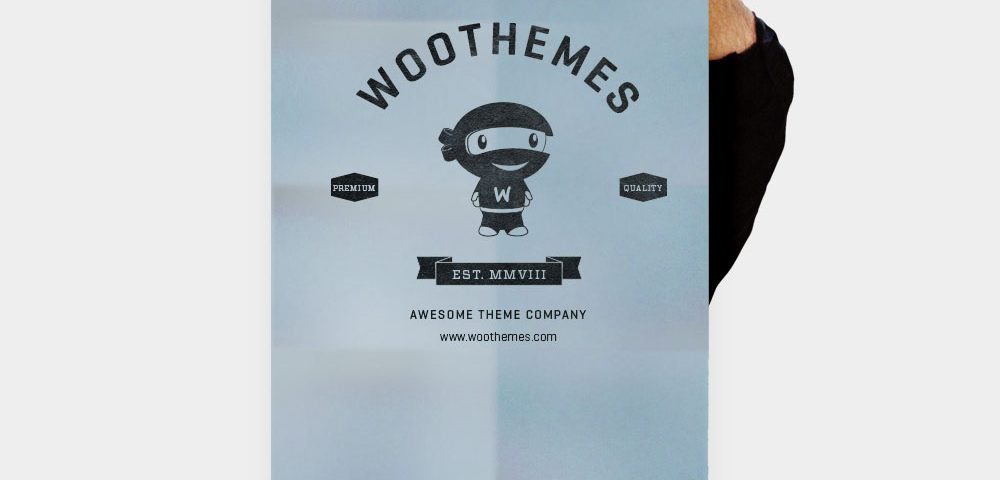 WOOTHEMES
W
PREMIUM
QUALITY
EST. MMVIII
AWESOME THEME COMPANY
www.woothemes.com